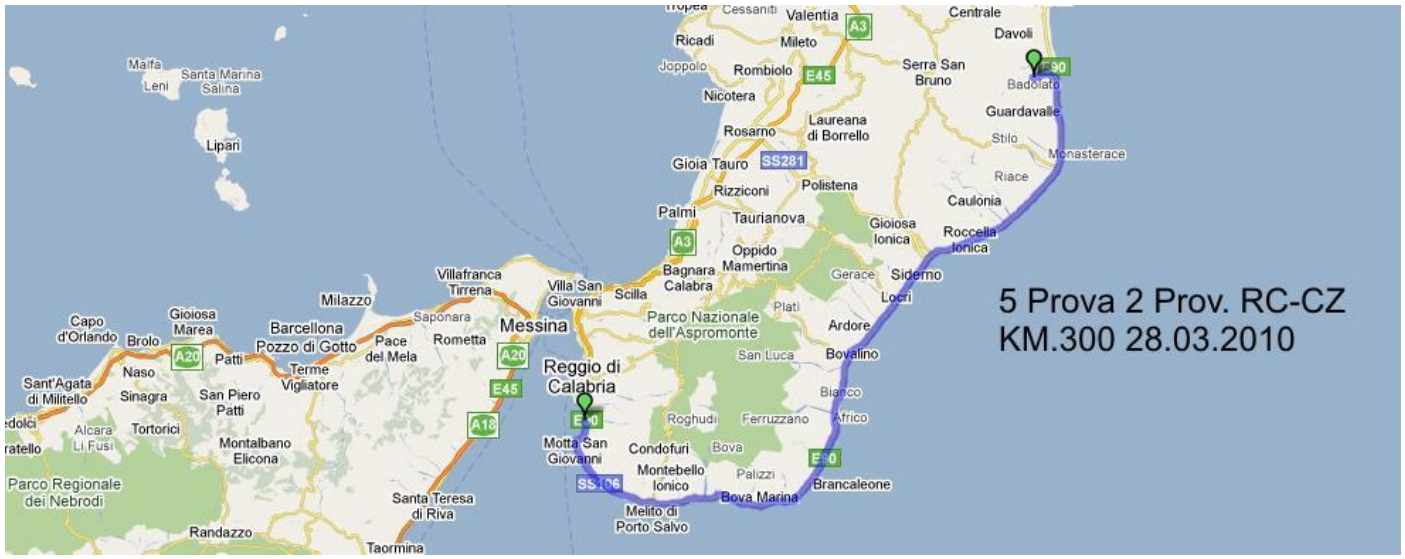 Tropea
Cessaniti
Valentia
A3
Centrale
Davoli
Ricadi
Mileto
Joppolo
Rombiolo
E45
Serra San
Bruno
E90
Badolato
Malfa
Leni
Santa Marina
Salina
Nicotera
Laureana
di Borrello
Guardavalle
Lipari
Rosarno
Stilo
Monasterace
Gioia Tauro
SS281
Rizziconi
Polistena
Riace
Caulonia
Palmi
Taurianova
Gioiosa
Ionica
Roccella
Ionica
A3
Oppido
Mamertina
Bagnara
Calabra
Gerace
Siderno
Villafranca
Tirrena
Villa San
Giovanni
Scilla
Locri
Milazzo
Plati
Capo
d'Orlando
Gioiosa
Marea
Barcellona
Pozzo di Gotto
Saponara
Messina
Parco Nazionale
dell'Aspromonte
Ardore
5 Prova 2 Prov. RC-CZ
KM.300 28.03.2010
Brolo
A20
Patti
Pace
del Mela
Rometta
A20
San Luca
Bovalino
Naso
Terme
Vigliatore
Reggio di
Calabria
Sant'Agata
di Militello
Sinagra
San Piero
Patti
E45
Bianco
edolci
Alcara
Li Fusi
Tortorici
A18
E90
Roghudi
Ferruzzano
Africo
ratello
Montalbano
Elicona
Motta San
Giovanni
Condofuri
Bova
E90
Parco Regionale
dei Nebrodi
SS106
Montebello
Ionico
Palizzi
Brancaleone
Santa Teresa
di Riva
Bova Marina
Melito di
Porto Salvo
Randazzo
Taormina